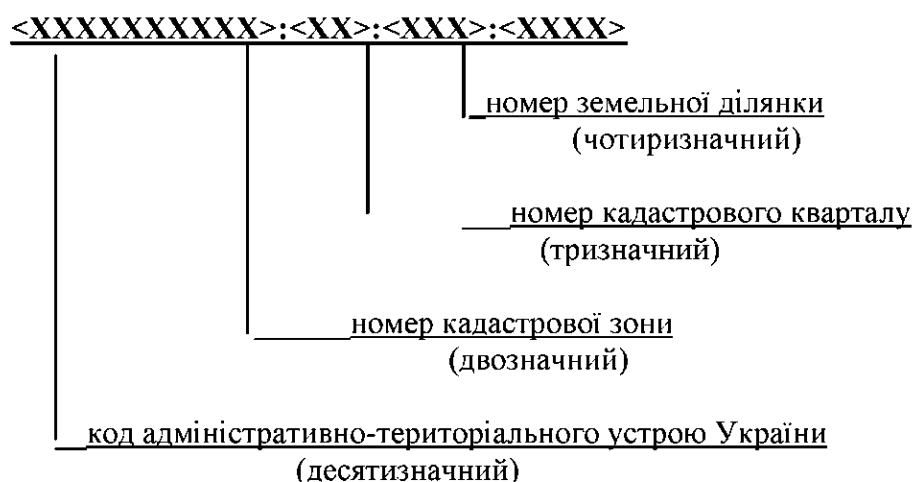 <XXXXXXXXXX>:<XX>:<XXX>:<XXXX>
номер земельної ділянки
(чотиризначний)
номер кадастрового кварталу
(тризначний)
номер кадастрової зони
(двозначний)
код адміністративно-територіального устрою України
(десятизначний)